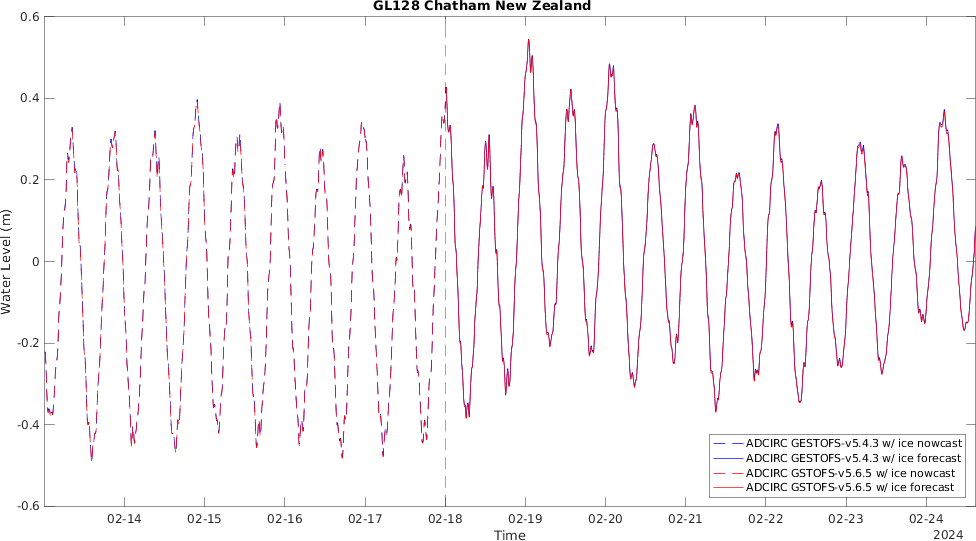 GL128 Chatham New Zealand
0.6
0.4
0.2
0
-0.2
-0.4
-0.6
Water Level (m)
ADCIRC GESTOFS-v5.4.3 w/ ice nowcast
ADCIRC GESTOFS-v5.4.3 w/ ice forecast
ADCIRC GSTOFS-v5.6.5 w/ ice nowcast
ADCIRC GSTOFS-v5.6.5 w/ ice forecast
02-14 02-15 02-16 02-17 02-18 02-19 02-20 02-21 02-22 02-23 02-24
Time
2024